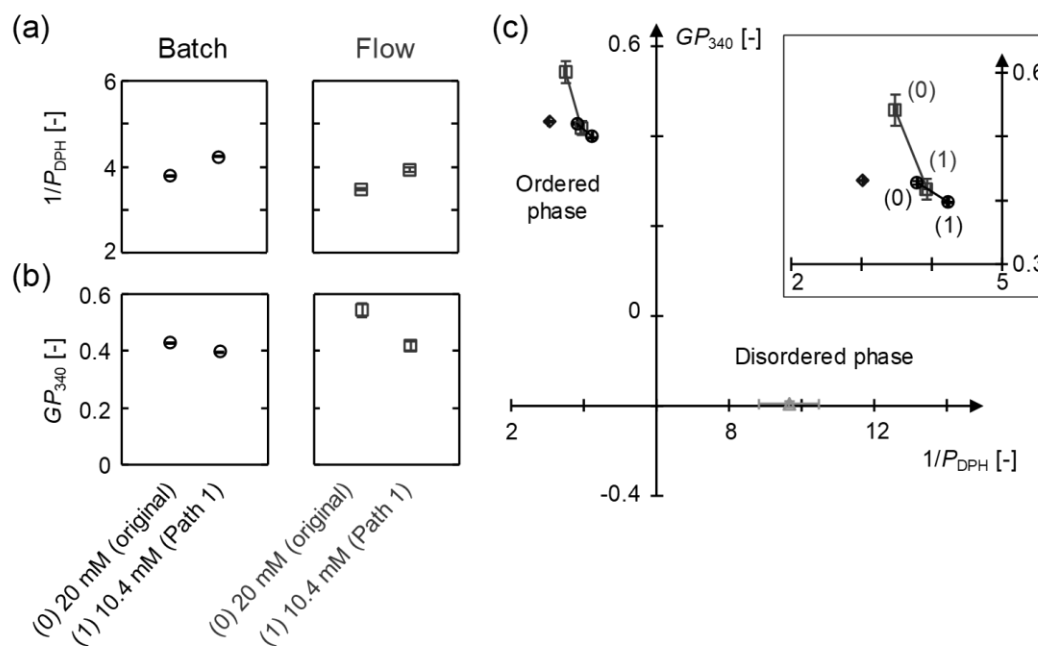 (a)
Batch
Flow
6
4
2
1/PDPH [-]
(b)
0.6
0.4
0.2
0
GP340 [-]
(0) 20 mM (original)
(1) 10.4 mM (Path 1)
(0) 20 mM (original)
(1) 10.4 mM (Path 1)
(c)
0.6
GP340 [-]
Ordered
phase
0
Disordered phase
2
8
12
1/PDPH [-]
-0.4
0.6
(0)
(1)
(0)
(1)
0.3
2
5